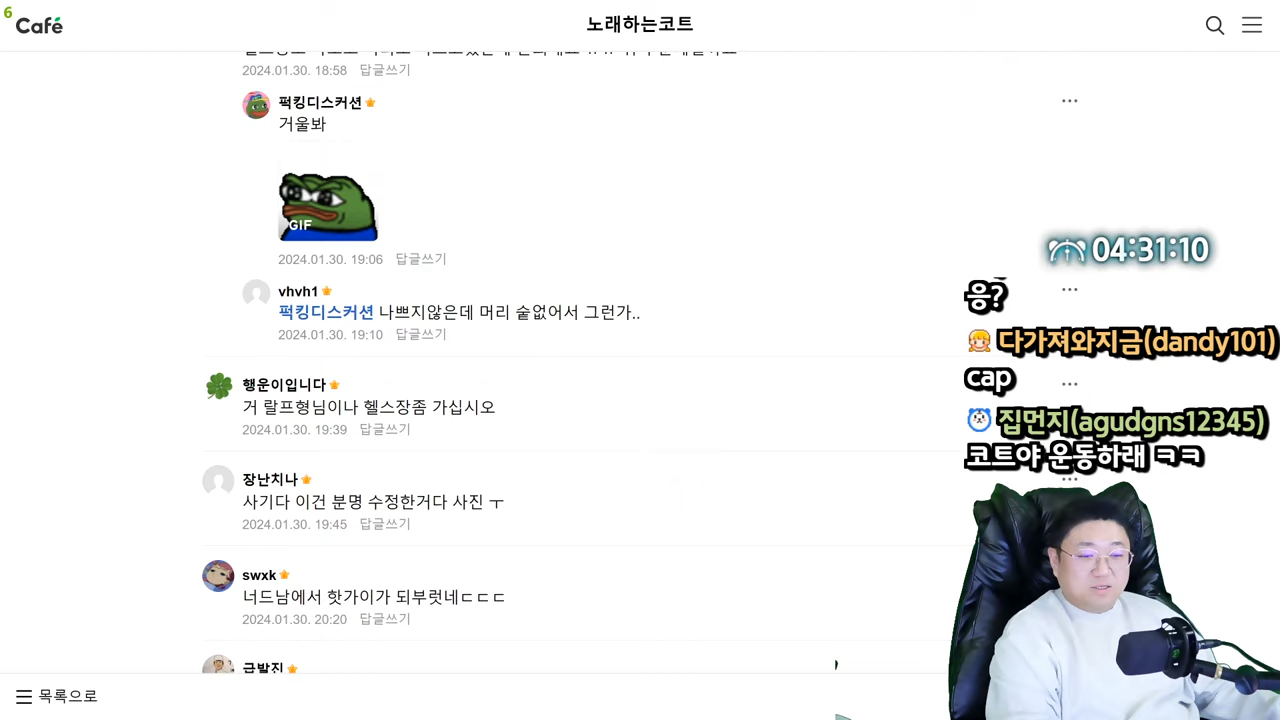 6
Café
노래하는코트
2024.01.30. 18:58 답글쓰기
퍽킹디스커션
거울봐
GIF
2024.01.30. 19:06 답글쓰기
vhvh1
퍽킹디스커션 나쁘지않은데 머리 숱없어서 그런가..
2024.01.30. 19:10 답글쓰기
행운이입니다
거 랄프형님이나 헬스장좀 가십시오
2024.01.30. 19:39 답글쓰기
장난치나
사기다 이건 분명 수정한거다 사진 ㅜ
2024.01.30. 19:45 답글쓰기
swxk
너드남에서 핫가이가 되부럿네ㄷㄷㄷ
2024.01.30. 20:20 답글쓰기
급발진
목록으로
04:31:10
응?
다가져와지금(dandy101)
cap
집먼지(agudgns12345)
코트야 운동하래 ㅋㅋ